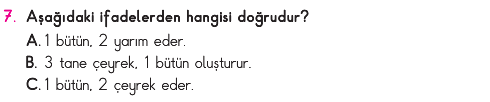 7. Aşağıdaki ifadelerden hangisi doğrudur?
A. 1 bütün, 2 yarım eder.
B. 3 tane çeyrek, 1 bütün oluşturur.
C. 1 bütün, 2 çeyrek eder.